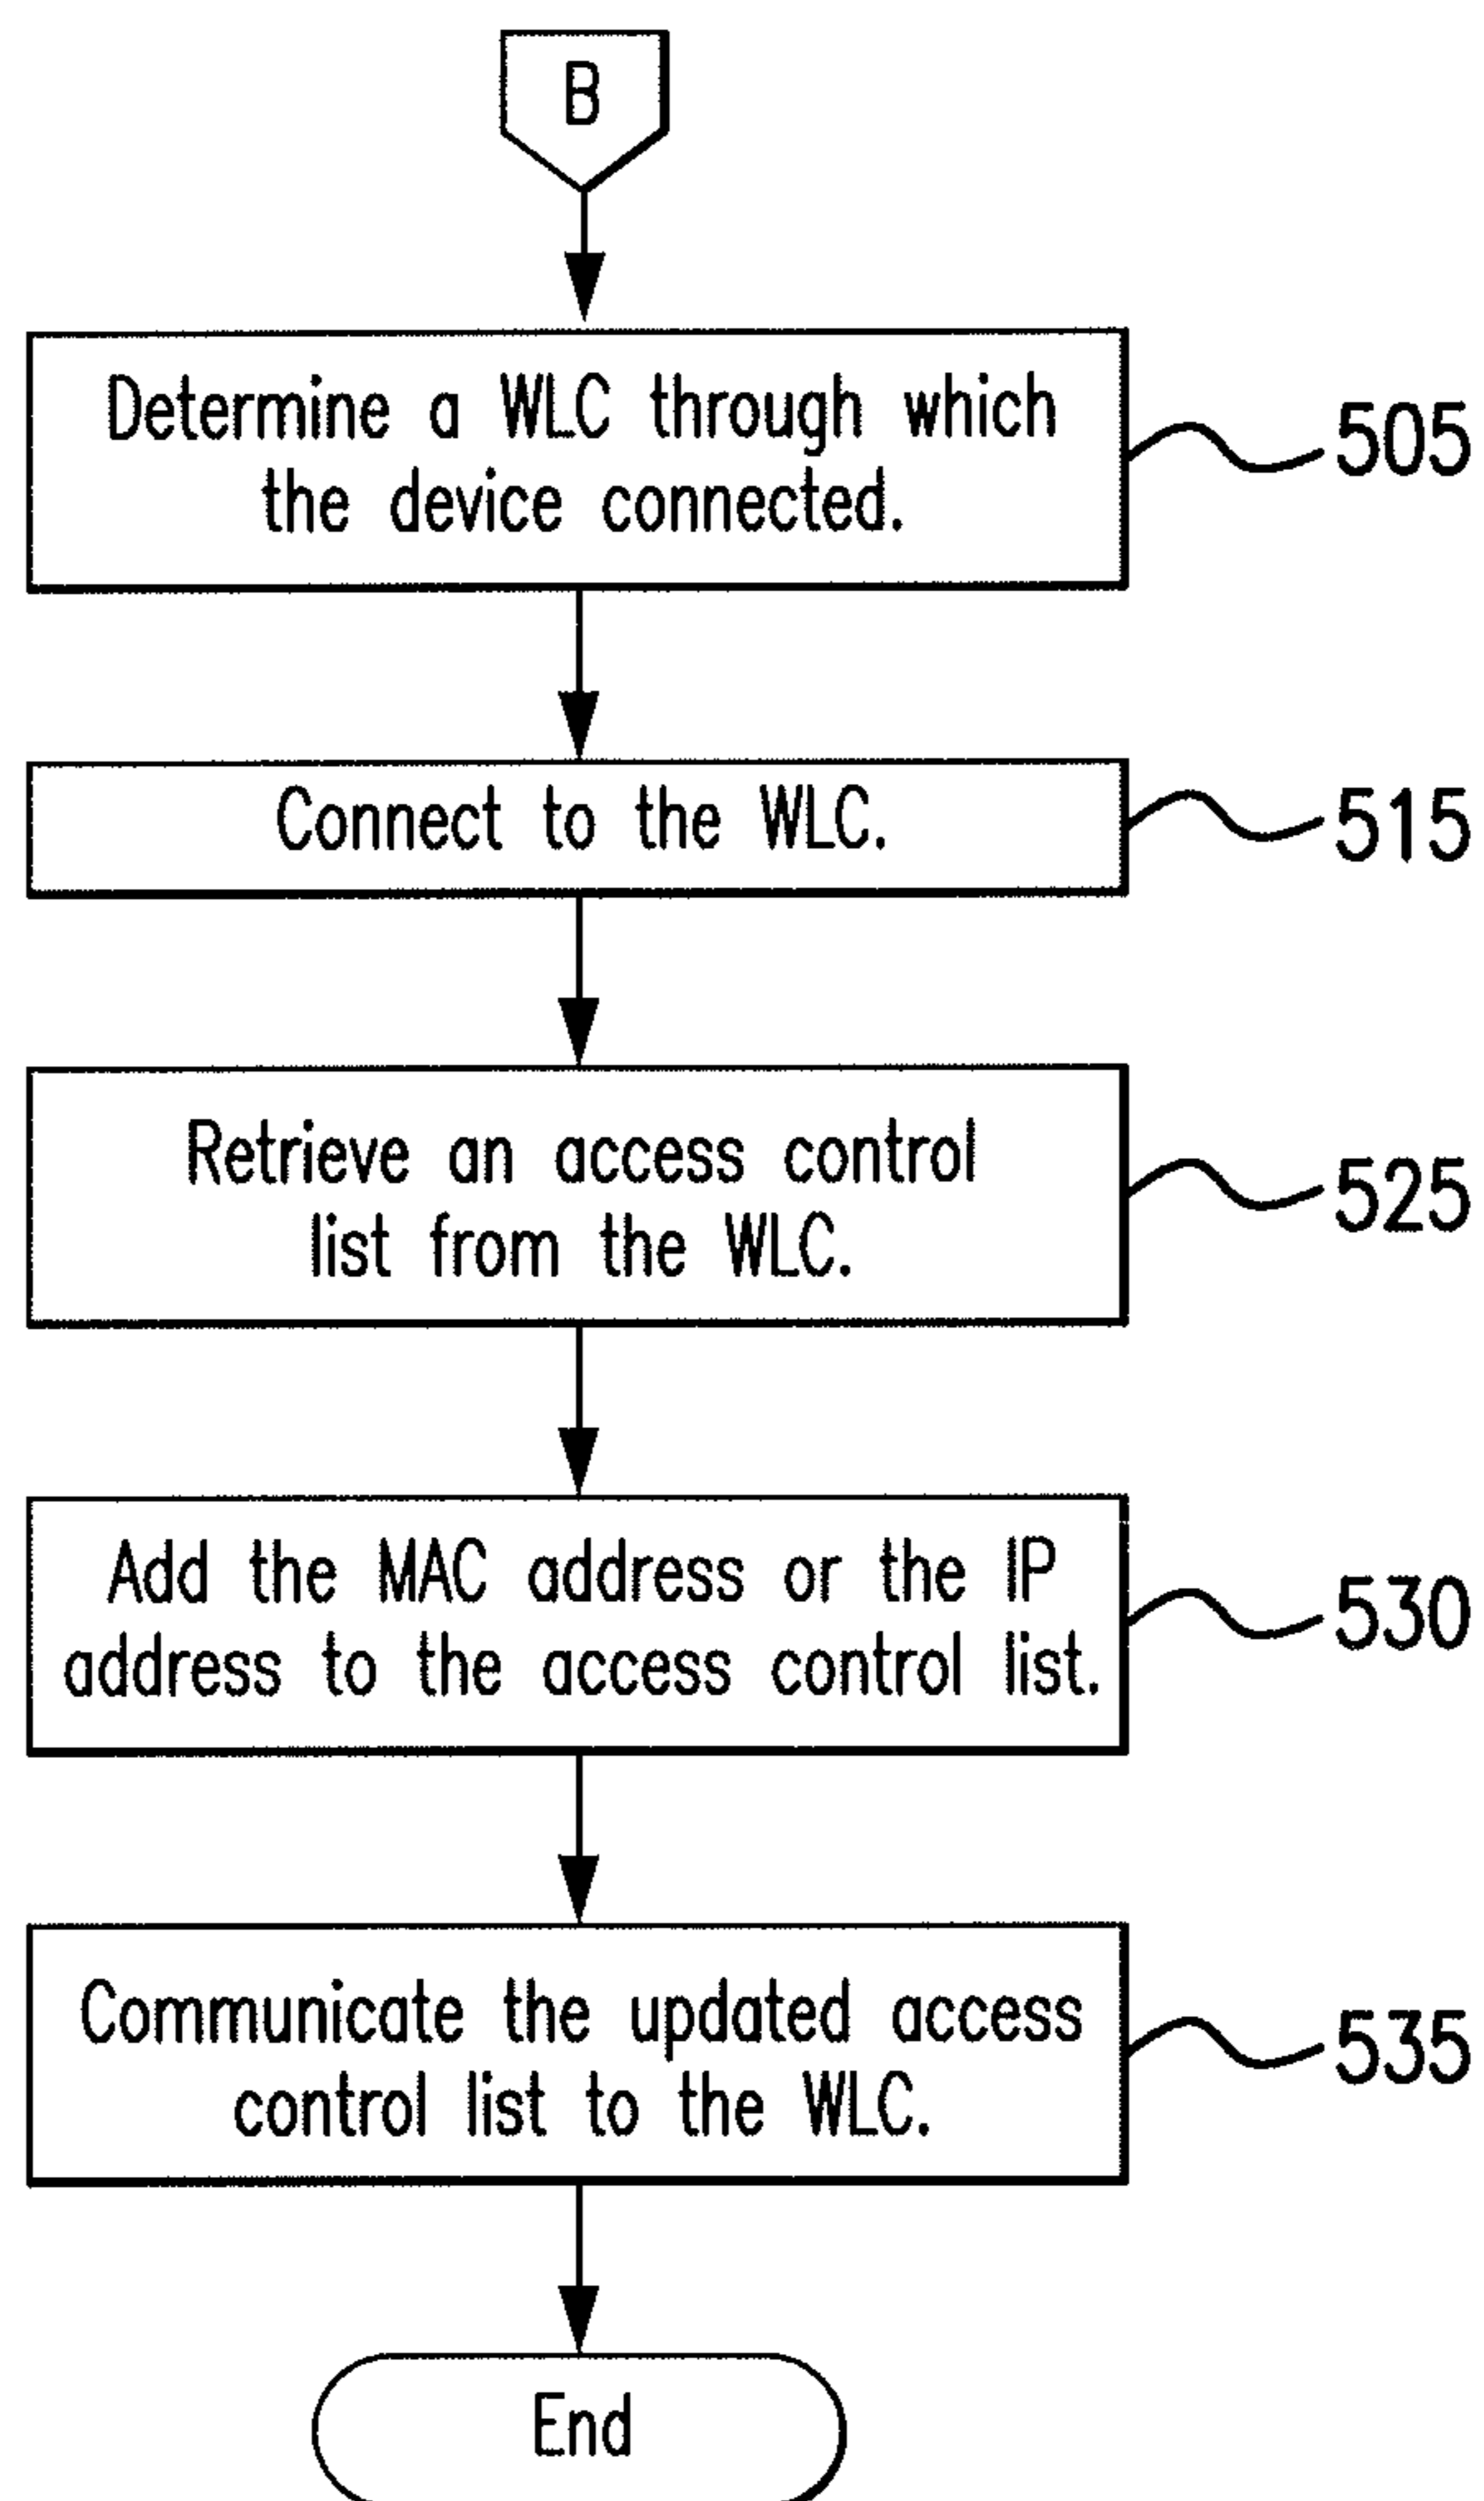 B
Determine a WLC through which
the device connected.
505
Connect to the WLC.
515
Retrieve an access control
list from the WLC.
525
Add the MAC address or the IP
address to the access control list.
530
Communicate the updated access
control list to the WLC.
535
End